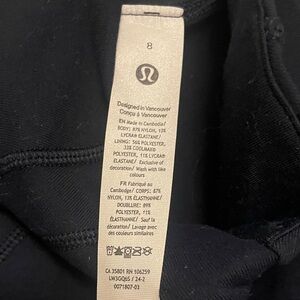 8
Designed in Vancouver
Conçu à Vancouver
EN Made in Cambodia/
BODY: 87% NYLON, 13%
LYCRA® ELASTANE/
LINING: 56% POLYESTER,
33% COOLMAX®
POLYESTER, 11% LYCRA®
ELASTANE/ Exclusive of
decoration/ Wash with like
colours
FR Fabriqué au
Cambodge/ CORPS: 87%
NYLON, 13% ÉLASTHANNE/
DOUBLURE: 89%
POLYESTER, 11%
ÉLASTHANNE/ Sauf la
décoration/ Lavage avec
couleurs similaires
CA 35801 RN 106259
LW3GQ6S / 24-2
0071807-03